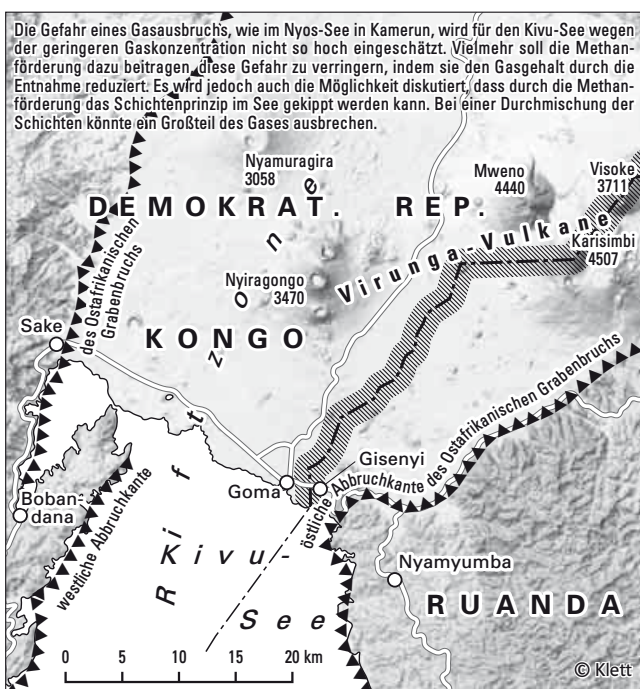 Die Gefahr eines Gasausbruchs, wie im Nyos-See in Kamerun, wird für den Kivu-See wegen
der geringeren Gaskonzentration nicht so hoch eingeschätzt. Vielmehr soll die Methan-
förderung dazu beitragen, diese Gefahr zu verringern, indem sie den Gasgehalt durch die
Entnahme reduziert. Es wird jedoch auch die Möglichkeit diskutiert, dass durch die Methan-
förderung das Schichtenprinzip im See gekippt werden kann. Bei einer Durchmischung der
Schichten könnte ein Großteil des Gases ausbrechen.
Nyamuragira
3058
Mweno
4440
Visoke
3711
DEMOKRAT. REP.
KONGO
Virunga-Vulkane
Karisimbi
4507
Nyiragongo
3470
Rift zone
westliche Abbruchkante
des Ostafrikanischen
Grabenbruchs
Sake
Goma
Gisenyi
östliche Abbruchkante des Ostafrikanischen Grabenbruchs
Boban-
dana
Kivu-
See
Nyamyumba
RUANDA
0 5 10 15 20 km
© Klett